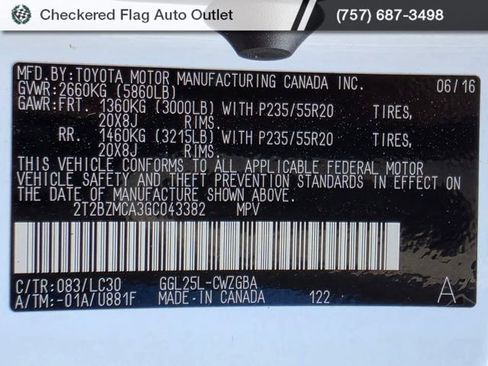 Checkered Flag Auto Outlet (757) 687-3498
MFD.BY:TOYOTA MOTOR MANUFACTURING CANADA INC. 06/16
GVWR:2660KG (5860LB)
GAWR:FRT. 1360KG (3000LB) WITH P235/55R20 TIRES,
20X8J RIMS.
RR. 1460KG (3215LB) WITH P235/55R20 TIRES,
20X8J RIMS.
THIS VEHICLE CONFORMS TO ALL APPLICABLE FEDERAL MOTOR
VEHICLE SAFETY AND THEFT PREVENTION STANDARDS IN EFFECT ON
THE DATE OF MANUFACTURE SHOWN ABOVE.
2T2BZMCA3GC043382 MPV
C/TR:083/LC30 GGL25L-CWZGBA
A/TM:-01A/U881F MADE-IN CANADA 122 A